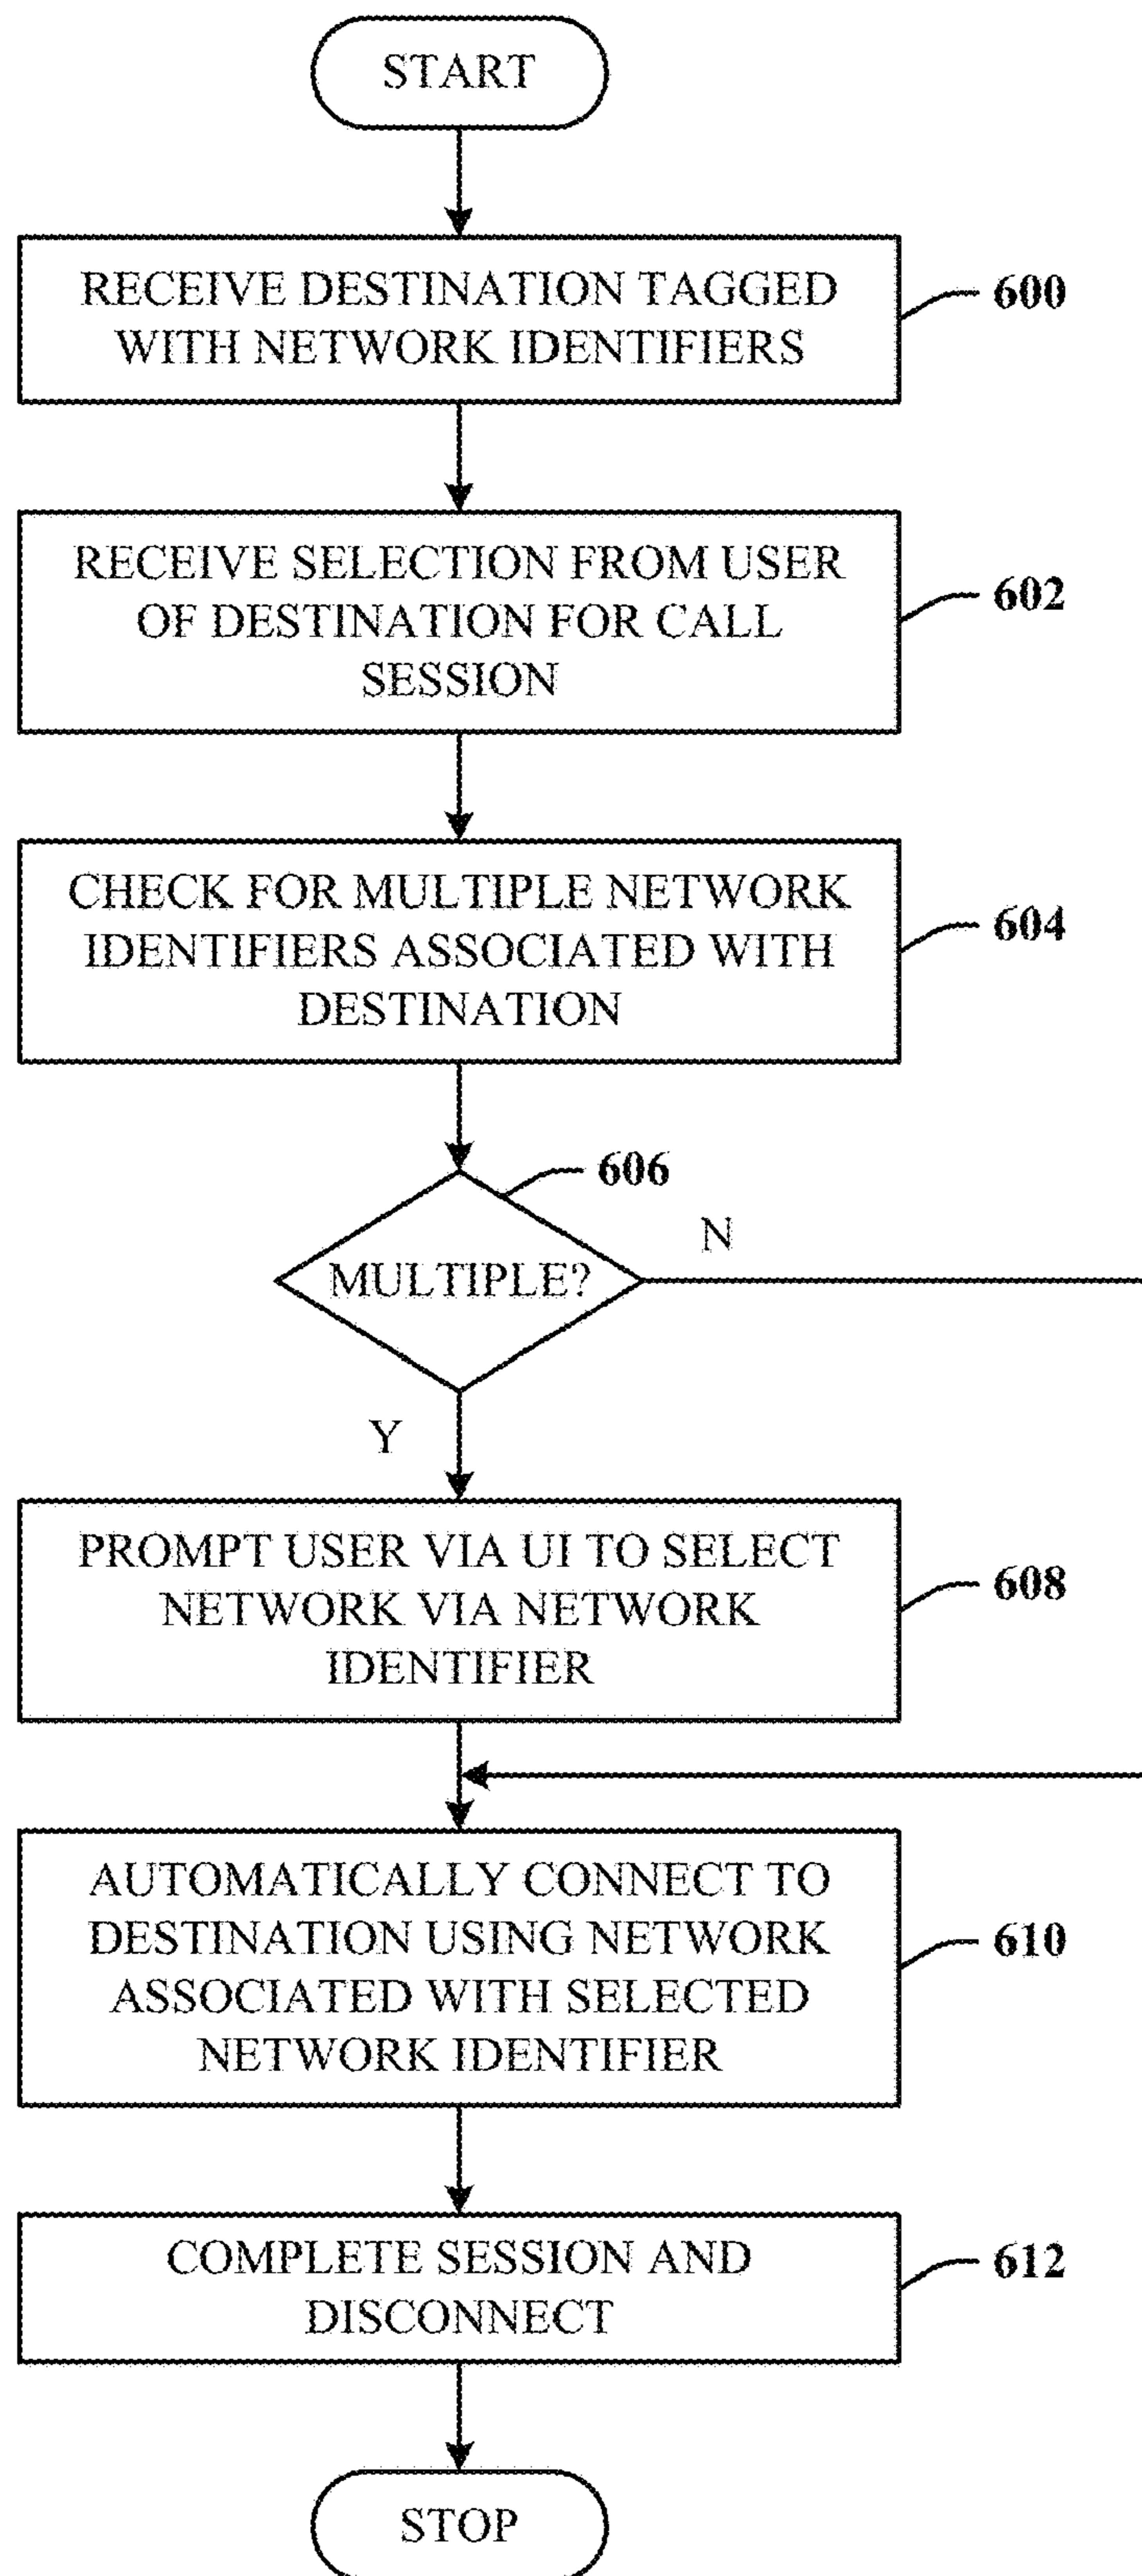 START
RECEIVE DESTINATION TAGGED
WITH NETWORK IDENTIFIERS
600
RECEIVE SELECTION FROM USER
OF DESTINATION FOR CALL
SESSION
602
CHECK FOR MULTIPLE NETWORK
IDENTIFIERS ASSOCIATED WITH
DESTINATION
604
606
MULTIPLE?
N
Y
PROMPT USER VIA UI TO SELECT
NETWORK VIA NETWORK
IDENTIFIER
608
AUTOMATICALLY CONNECT TO
DESTINATION USING NETWORK
ASSOCIATED WITH SELECTED
NETWORK IDENTIFIER
610
COMPLETE SESSION AND
DISCONNECT
612
STOP